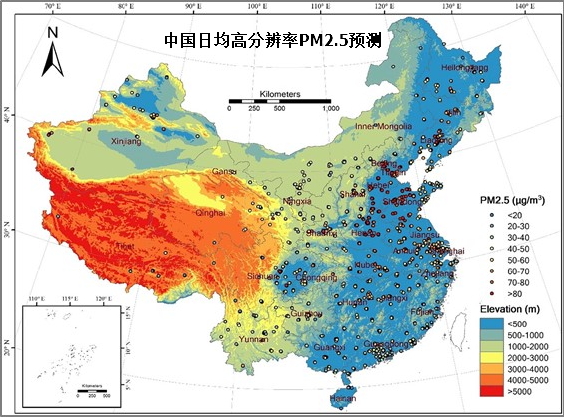 70°E 80°E 90°E 100°E 110°E 120°E 130°E 140°E
中国日均高分辨率PM2.5预测
N
Kilometers
0 250 500 1,000
40°N
30°N
20°N
Heilongjang
Jilin
Liaoning
Inner Mongolia
Beijing
Tianjin
Hebei
Xinjiang
Gansu
Ningxia
Shanxi
Shandong
Qinghai
Shaanxi
Henan
Jiangsu
Tibet
Anhui
Shanghai
Sichuan
Chongqing
Hubei
Zhejiang
Hunan
Jiangxi
Guizhou
Fujian
Yunnan
Guangxi
Guangdong
Hainan
PM2.5 (µg/m³)
<20
20-30
30-40
40-50
50-60
60-70
70-80
>80
Elevation (m)
<500
500-1000
1000-2000
2000-3000
3000-4000
4000-5000
>5000
110°E 115°E 120°E
15°N
10°N
5°N
Kilometers
0 250 500